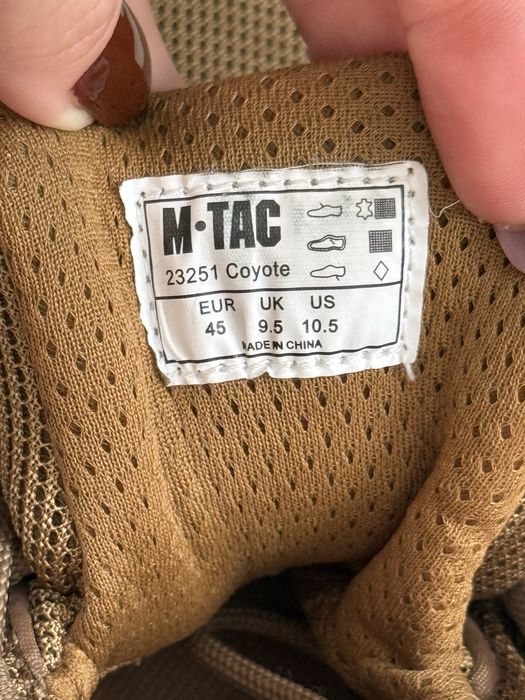 M·TAC
23251 Coyote
EUR UK US
45 9.5 10.5
MADE IN CHINA